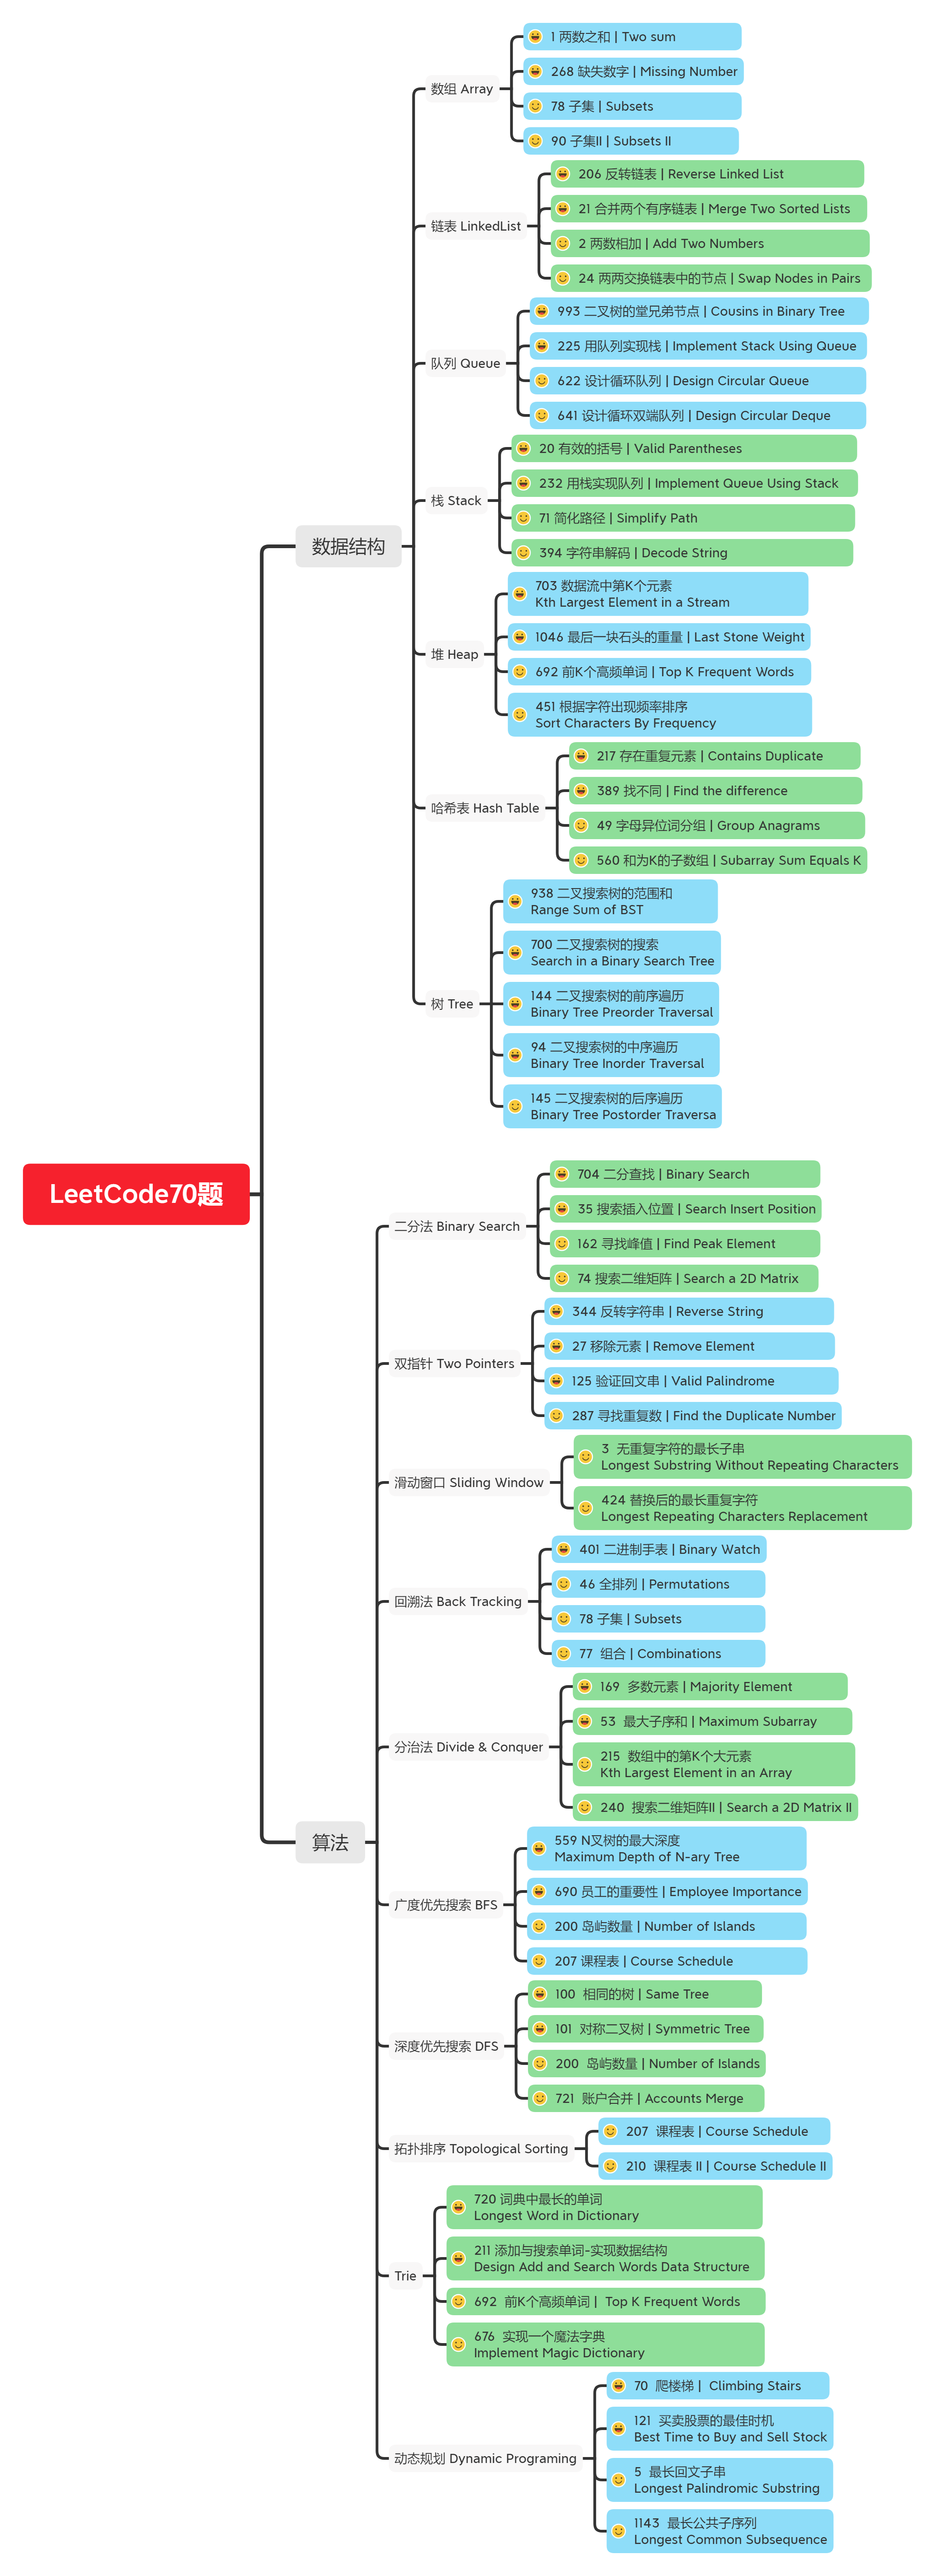 LeetCode70题
数据结构
数组 Array
1 两数之和 | Two sum
268 缺失数字 | Missing Number
78 子集 | Subsets
90 子集II | Subsets II
链表 LinkedList
206 反转链表 | Reverse Linked List
21 合并两个有序链表 | Merge Two Sorted Lists
2 两数相加 | Add Two Numbers
24 两两交换链表中的节点 | Swap Nodes in Pairs
队列 Queue
993 二叉树的堂兄弟节点 | Cousins in Binary Tree
225 用队列实现栈 | Implement Stack Using Queue
622 设计循环队列 | Design Circular Queue
641 设计循环双端队列 | Design Circular Deque
栈 Stack
20 有效的括号 | Valid Parentheses
232 用栈实现队列 | Implement Queue Using Stack
71 简化路径 | Simplify Path
394 字符串解码 | Decode String
堆 Heap
703 数据流中第K个元素
Kth Largest Element in a Stream
1046 最后一块石头的重量 | Last Stone Weight
692 前K个高频单词 | Top K Frequent Words
451 根据字符出现频率排序
Sort Characters By Frequency
哈希表 Hash Table
217 存在重复元素 | Contains Duplicate
389 找不同 | Find the difference
49 字母异位词分组 | Group Anagrams
560 和为K的子数组 | Subarray Sum Equals K
树 Tree
938 二叉搜索树的范围和
Range Sum of BST
700 二叉搜索树的搜索
Search in a Binary Search Tree
144 二叉搜索树的前序遍历
Binary Tree Preorder Traversal
94 二叉搜索树的中序遍历
Binary Tree Inorder Traversal
145 二叉搜索树的后序遍历
Binary Tree Postorder Traversa
算法
二分法 Binary Search
704 二分查找 | Binary Search
35 搜索插入位置 | Search Insert Position
162 寻找峰值 | Find Peak Element
74 搜索二维矩阵 | Search a 2D Matrix
双指针 Two Pointers
344 反转字符串 | Reverse String
27 移除元素 | Remove Element
125 验证回文串 | Valid Palindrome
287 寻找重复数 | Find the Duplicate Number
滑动窗口 Sliding Window
3 无重复字符的最长子串
Longest Substring Without Repeating Characters
424 替换后的最长重复字符
Longest Repeating Characters Replacement
回溯法 Back Tracking
401 二进制手表 | Binary Watch
46 全排列 | Permutations
78 子集 | Subsets
77 组合 | Combinations
分治法 Divide & Conquer
169 多数元素 | Majority Element
53 最大子序和 | Maximum Subarray
215 数组中的第K个大元素
Kth Largest Element in an Array
240 搜索二维矩阵II | Search a 2D Matrix II
广度优先搜索 BFS
559 N叉树的最大深度
Maximum Depth of N-ary Tree
690 员工的重要性 | Employee Importance
200 岛屿数量 | Number of Islands
207 课程表 | Course Schedule
深度优先搜索 DFS
100 相同的树 | Same Tree
101 对称二叉树 | Symmetric Tree
200 岛屿数量 | Number of Islands
721 账户合并 | Accounts Merge
拓扑排序 Topological Sorting
207 课程表 | Course Schedule
210 课程表 II | Course Schedule II
Trie
720 词典中最长的单词
Longest Word in Dictionary
211 添加与搜索单词-实现数据结构
Design Add and Search Words Data Structure
692 前K个高频单词 | Top K Frequent Words
676 实现一个魔法字典
Implement Magic Dictionary
动态规划 Dynamic Programing
70 爬楼梯 | Climbing Stairs
121 买卖股票的最佳时机
Best Time to Buy and Sell Stock
5 最长回文子串
Longest Palindromic Substring
1143 最长公共子序列
Longest Common Subsequence